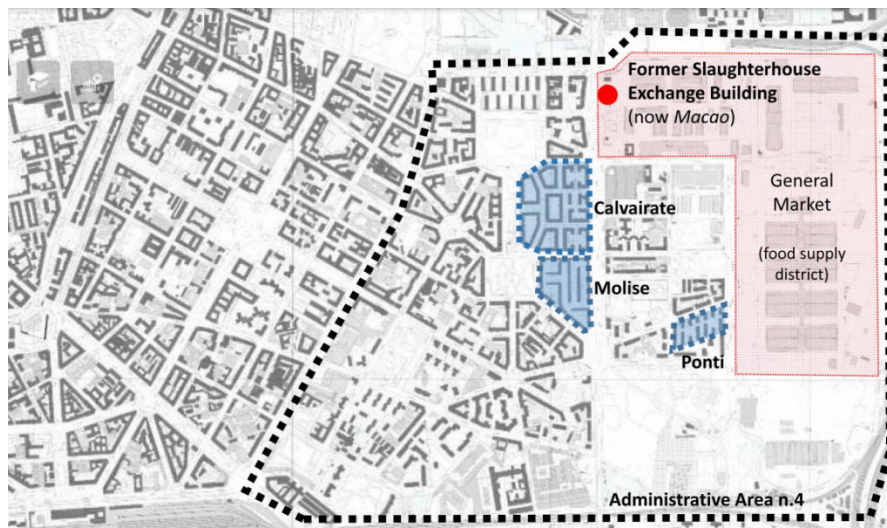 Former Slaughterhouse
Exchange Building
(now Macao)
General
Market
(food supply
district)
Calvairate
Molise
Ponti
Administrative Area n.4